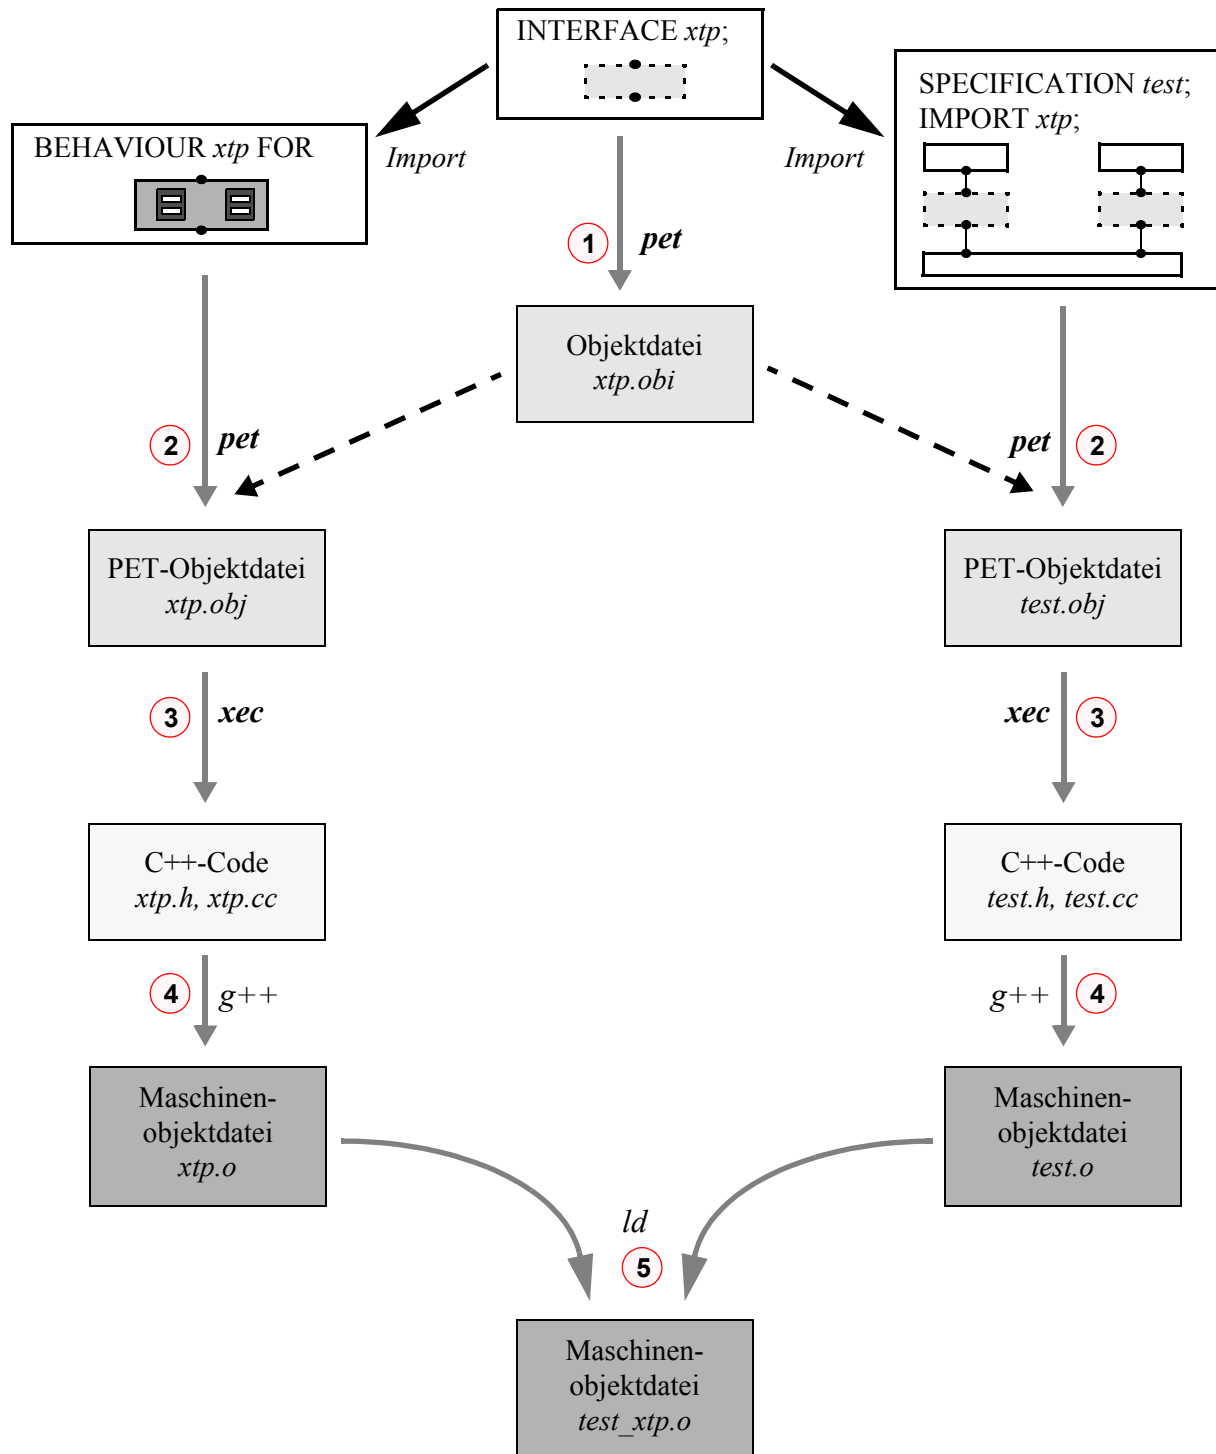 INTERFACE xtp;
SPECIFICATION test;
IMPORT xtp;
BEHAVIOUR xtp FOR
Import
Import
1 pet
Objektdatei
xtp.obi
2 pet
pet 2
PET-Objektdatei
xtp.obj
PET-Objektdatei
test.obj
3 xec
xec 3
C++-Code
xtp.h, xtp.cc
C++-Code
test.h, test.cc
4 g++
g++ 4
Maschinen-
objektdatei
xtp.o
Maschinen-
objektdatei
test.o
ld
5
Maschinen-
objektdatei
test_xtp.o